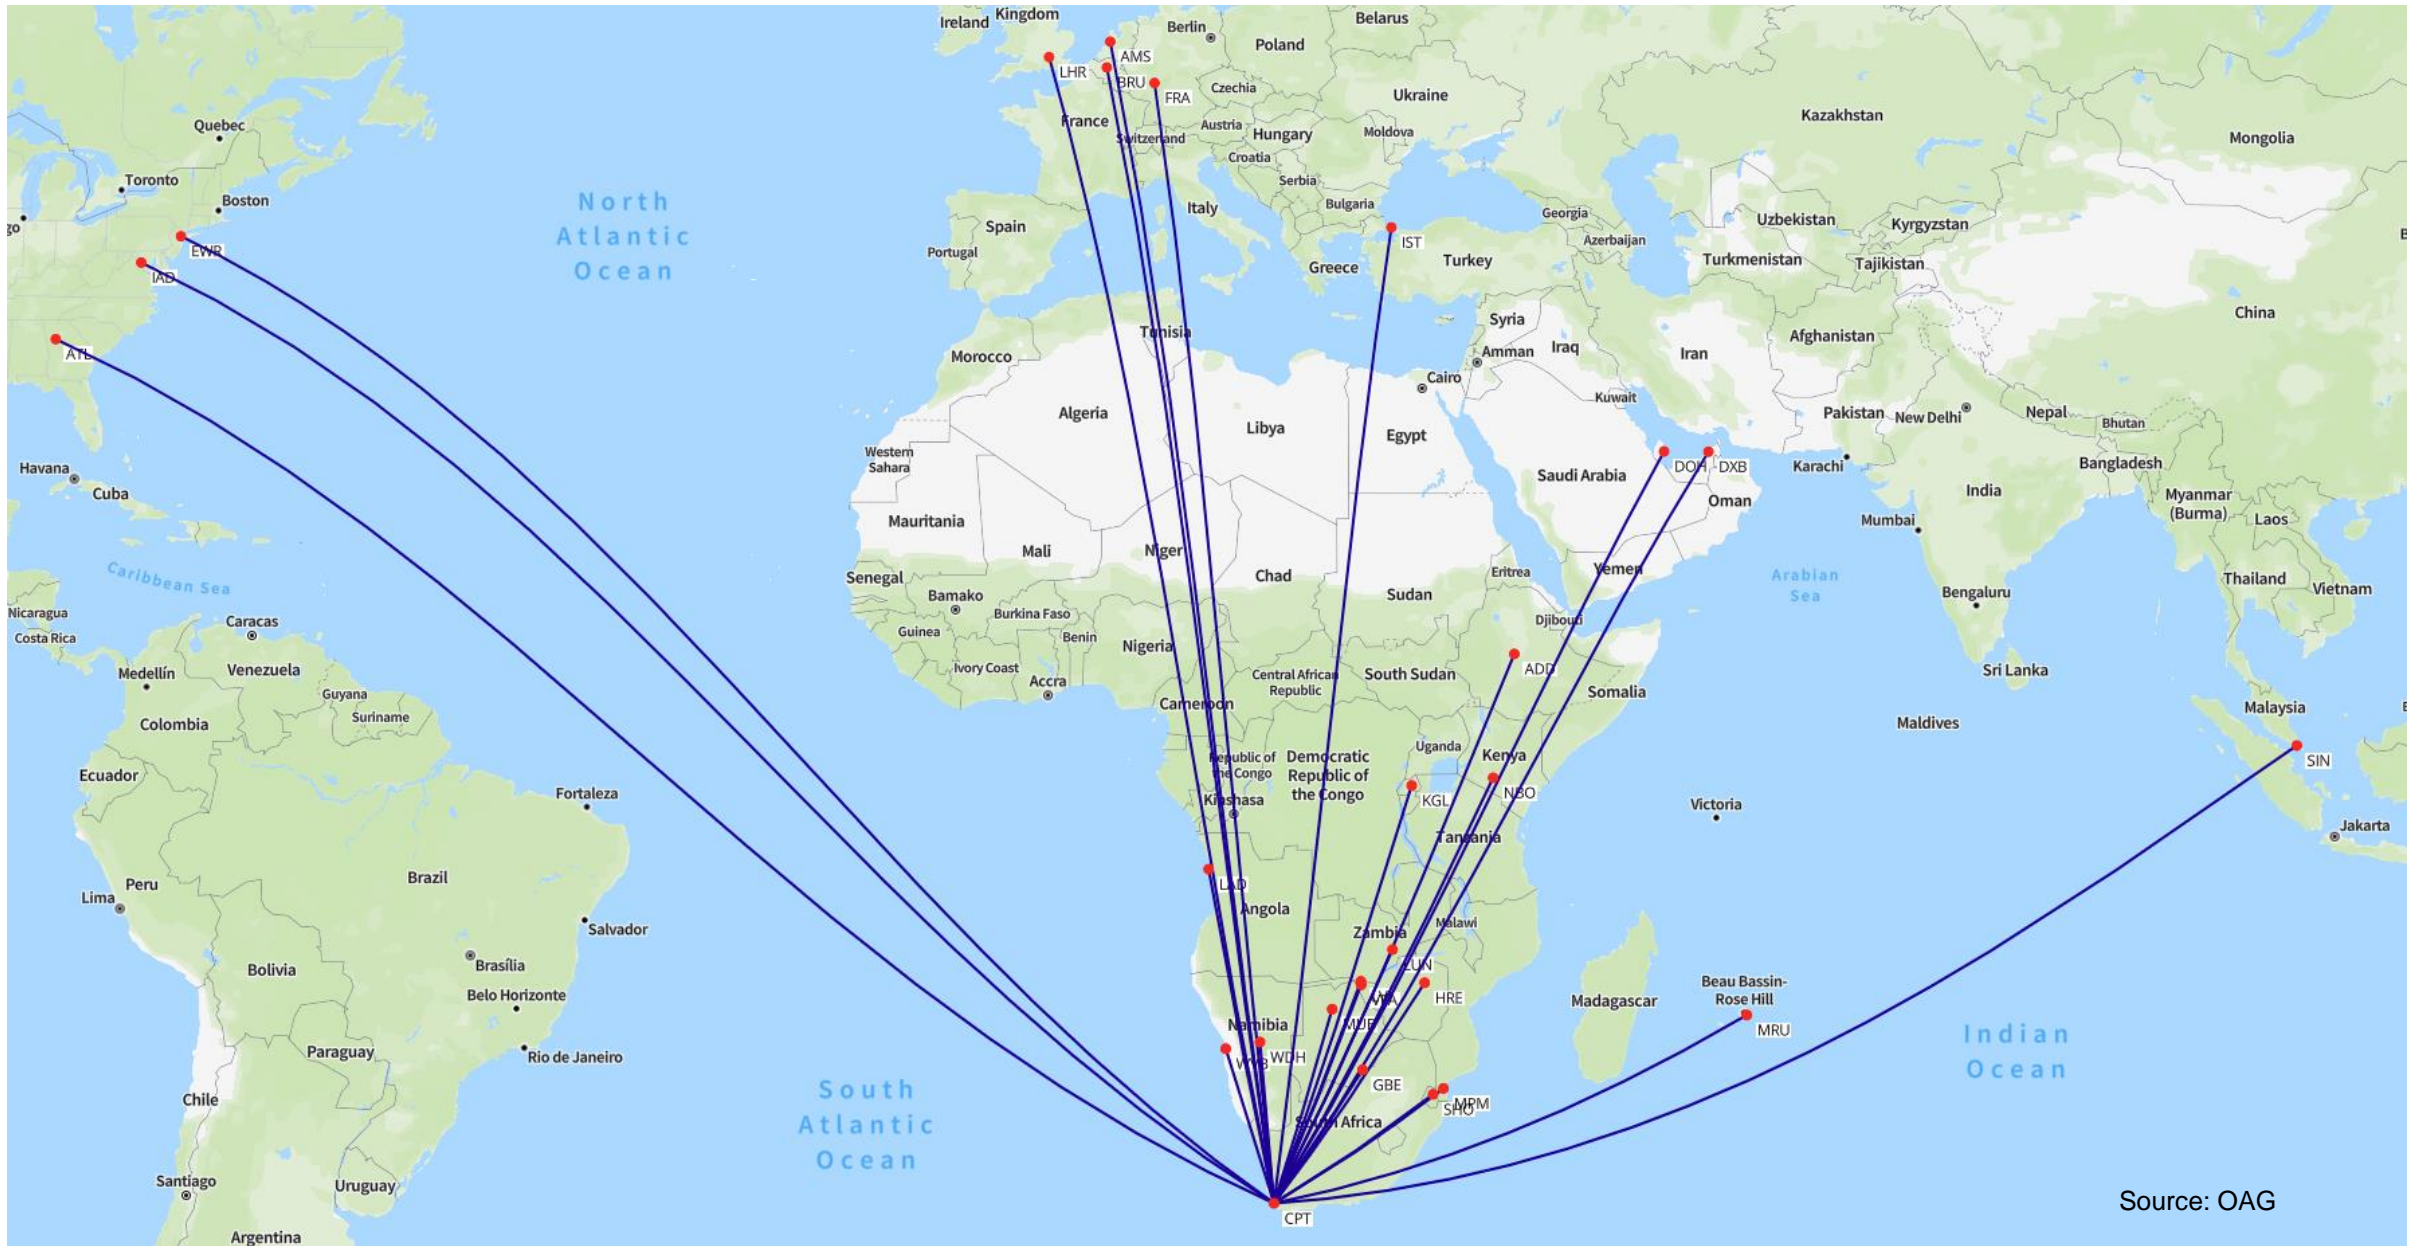 Ireland
Kingdom
Belarus
Berlin
Poland
AMS
LHR
BRU
FRA
Czechia
Ukraine
Kazakhstan
France
Austria
Hungary
Moldova
Switzerland
Mongolia
Quebec
Croatia
Toronto
Serbia
Boston
North
Atlantic
Ocean
Italy
Bulgaria
Georgia
Uzbekistan
Kyrgyzstan
Spain
go
Portugal
IST
Azerbaijan
EWR
Greece
Turkey
Turkmenistan
Tajikistan
IAD
China
Syria
Tunisia
Afghanistan
Amman
Iraq
Iran
ATL
Morocco
Cairo
Kuwait
Algeria
Pakistan
New Delhi
Nepal
Bhutan
Libya
Egypt
Western
Sahara
Havana
DOH
DXB
Karachi
Bangladesh
Saudi Arabia
Cuba
India
Oman
Myanmar
(Burma)
Laos
Mauritania
Mumbai
Mali
Niger
Caribbean Sea
Senegal
Chad
Eritrea
Yemen
Arabian
Sea
Thailand
Vietnam
Bamako
Sudan
Bengaluru
Nicaragua
Burkina Faso
Caracas
Djibouti
Costa Rica
Guinea
Benin
Nigeria
Ivory Coast
Medellín
Venezuela
Accra
Central African
Republic
South Sudan
ADD
Sri Lanka
Guyana
Somalia
Suriname
Cameroon
Malaysia
Colombia
Maldives
Uganda
Kenya
Republic of
the Congo
Democratic
Republic of
the Congo
SIN
Ecuador
Fortaleza
Kinshasa
KGL
NBO
Victoria
Jakarta
Tanzania
Brazil
Peru
LAD
Lima
Angola
Salvador
Zambia
Malawi
Brasília
LUN
Bolivia
Beau Bassin-
Rose Hill
Belo Horizonte
HRE
Madagascar
MUB
Namibia
MRU
Indian
Ocean
Paraguay
Rio de Janeiro
WDH
WVB
GBE
South
Atlantic
Ocean
Chile
MPM
SHO
South Africa
Santiago
Uruguay
CPT
Source: OAG
Argentina